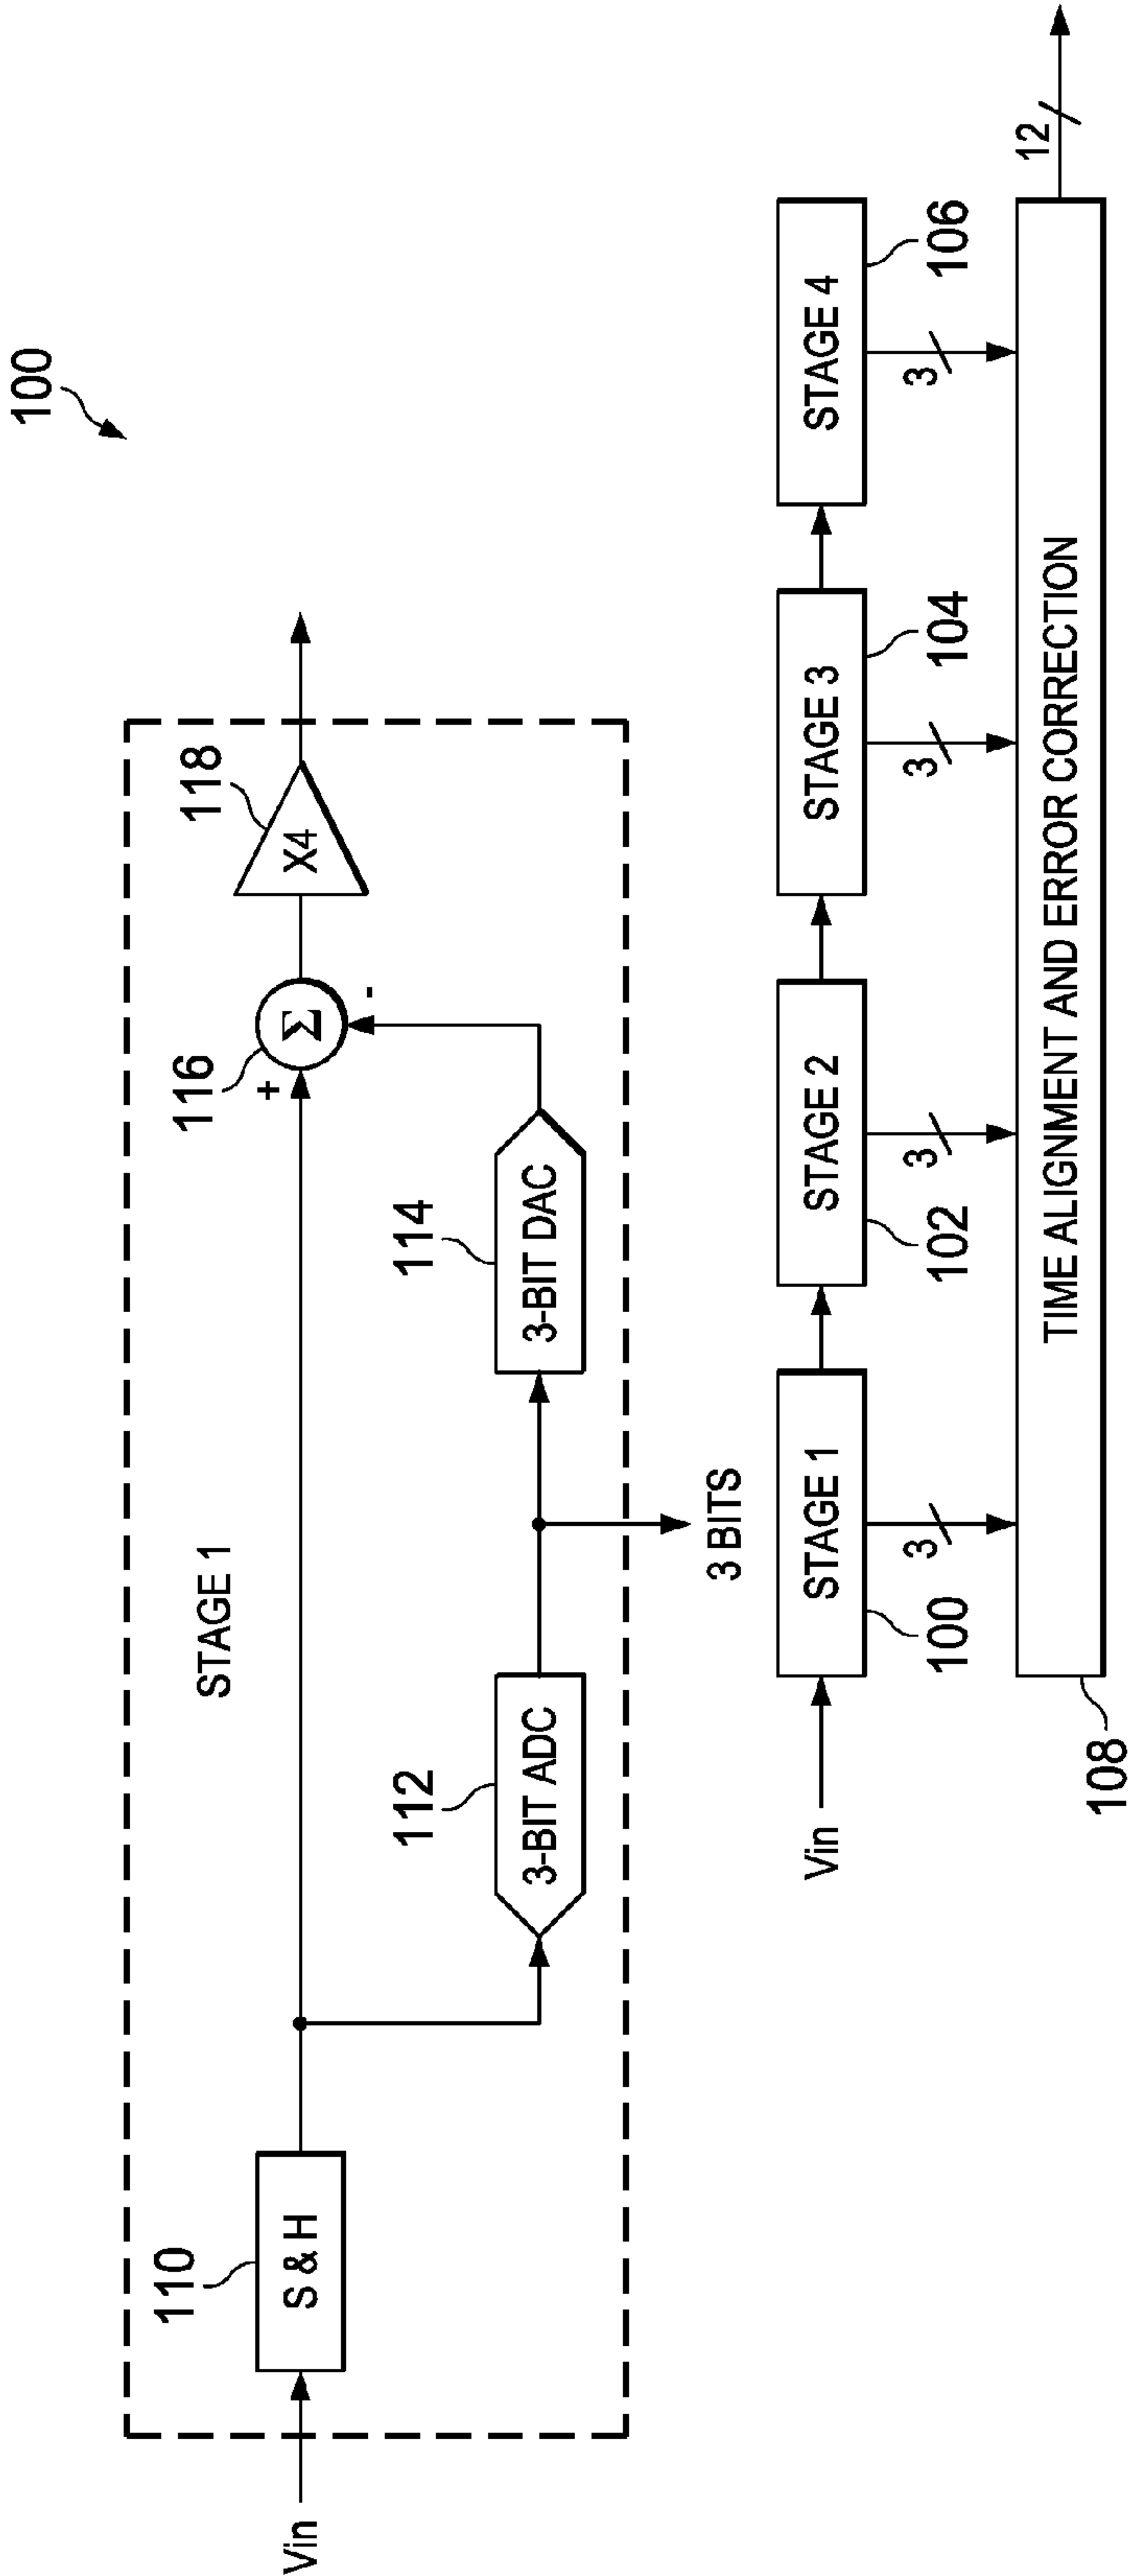 100
STAGE 1
110
S & H
Vin
116
+
Σ
-
118
X4
112
3-BIT ADC
114
3-BIT DAC
3 BITS
Vin
STAGE 1
100
STAGE 2
102
STAGE 3
104
STAGE 4
106
3
3
3
3
12
TIME ALIGNMENT AND ERROR CORRECTION
108